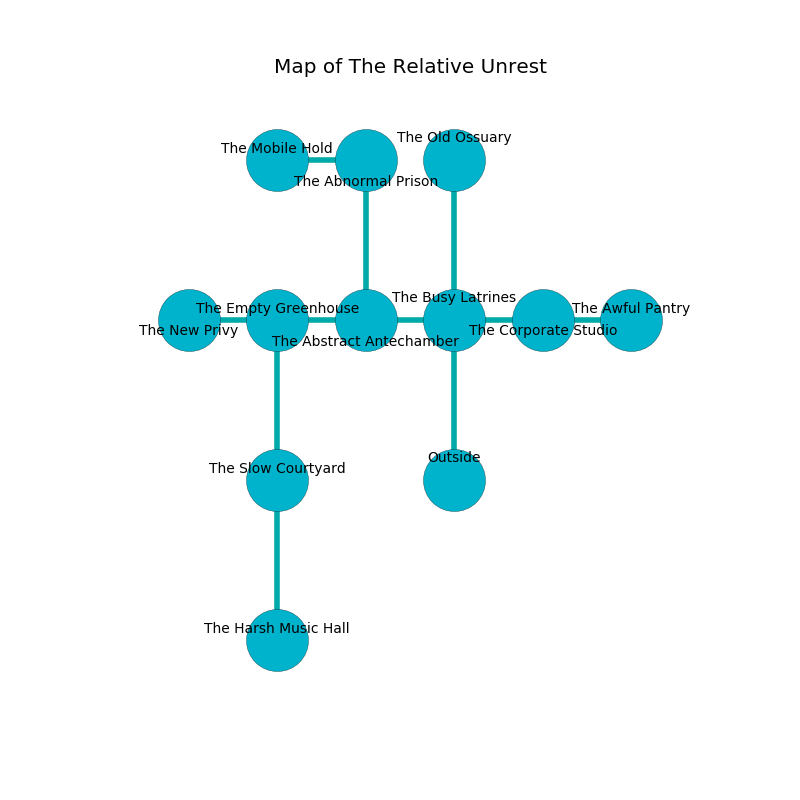 Map of The Relative Unrest
The Old Ossuary
The Mobile Hold
The Abnormal Prison
The Busy Latrines
The Empty Greenhouse
The Awful Pantry
The New Privy
The Corporate Studio
The Abstract Antechamber
Outside
The Slow Courtyard
The Harsh Music Hall